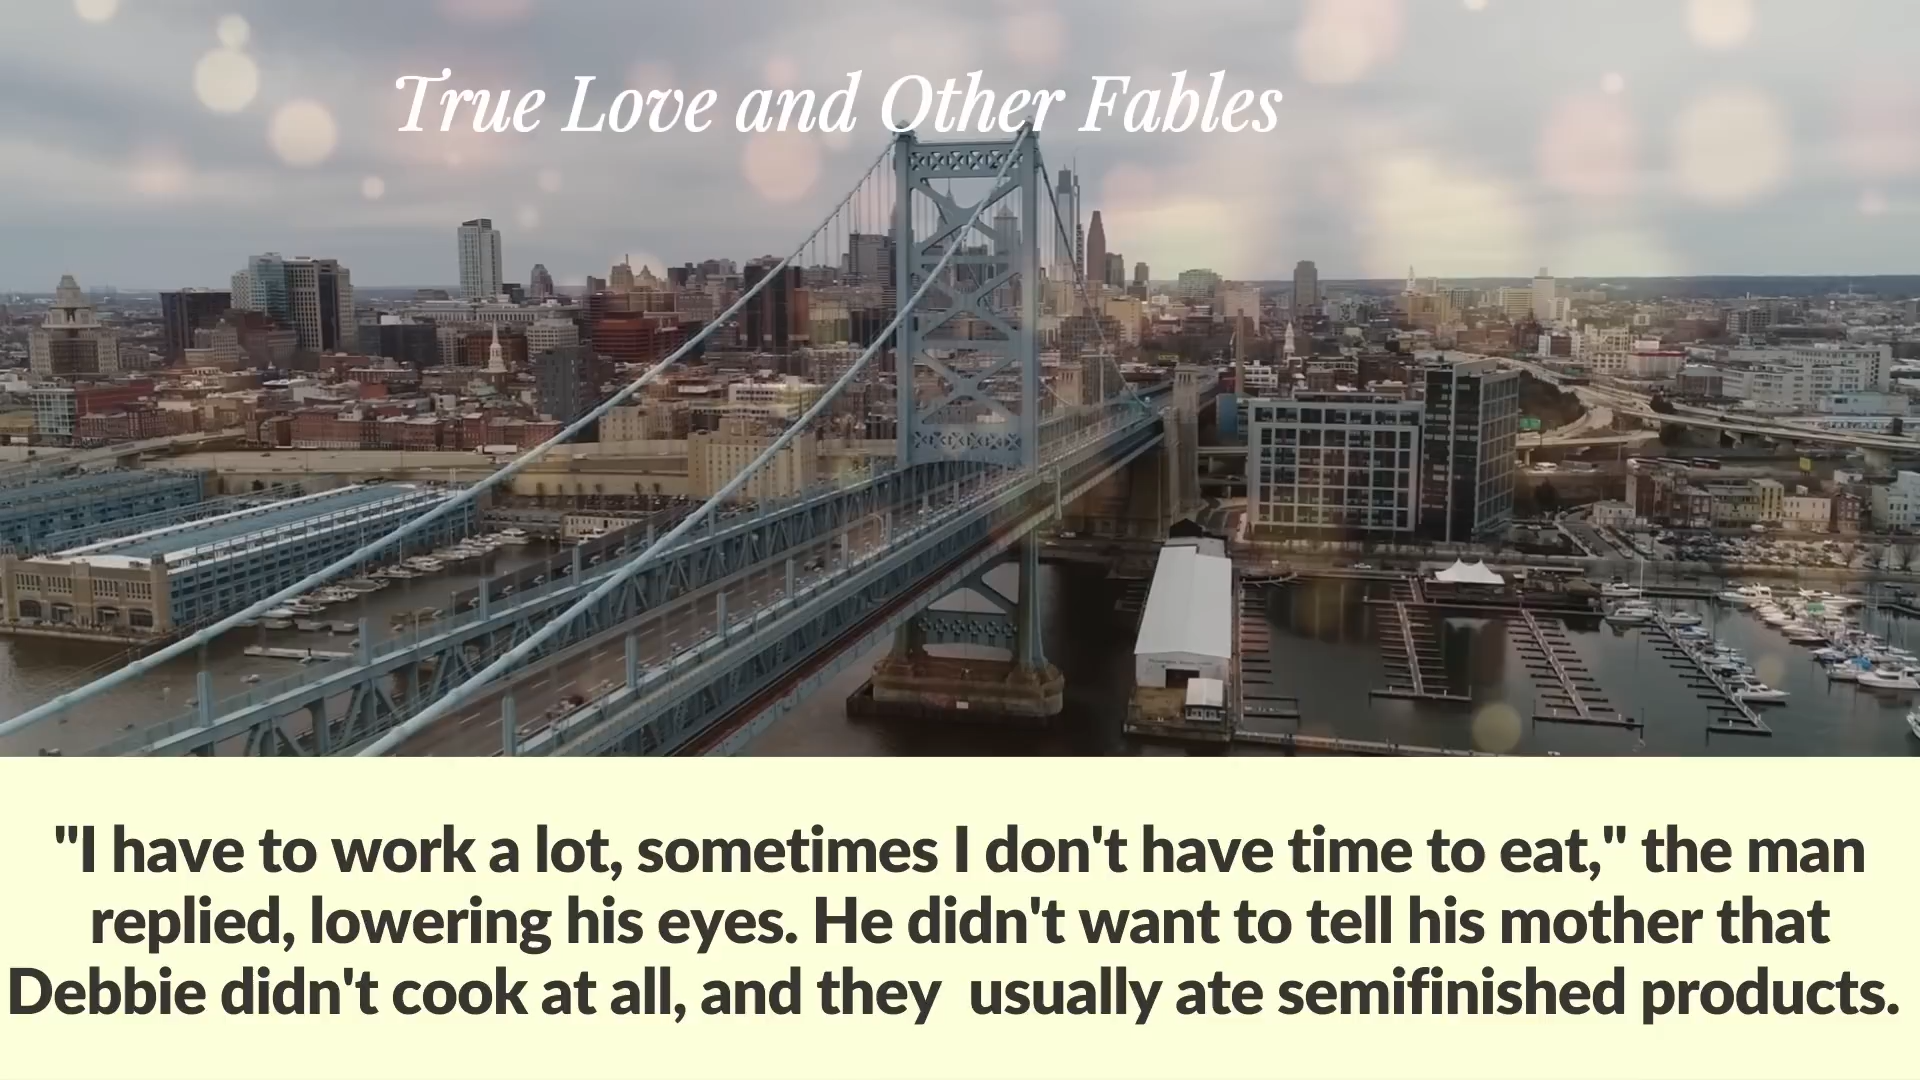 True Love and Other Fables
"I have to work a lot, sometimes I don't have time to eat," the man
replied, lowering his eyes. He didn't want to tell his mother that
Debbie didn't cook at all, and they  usually ate semifinished products.